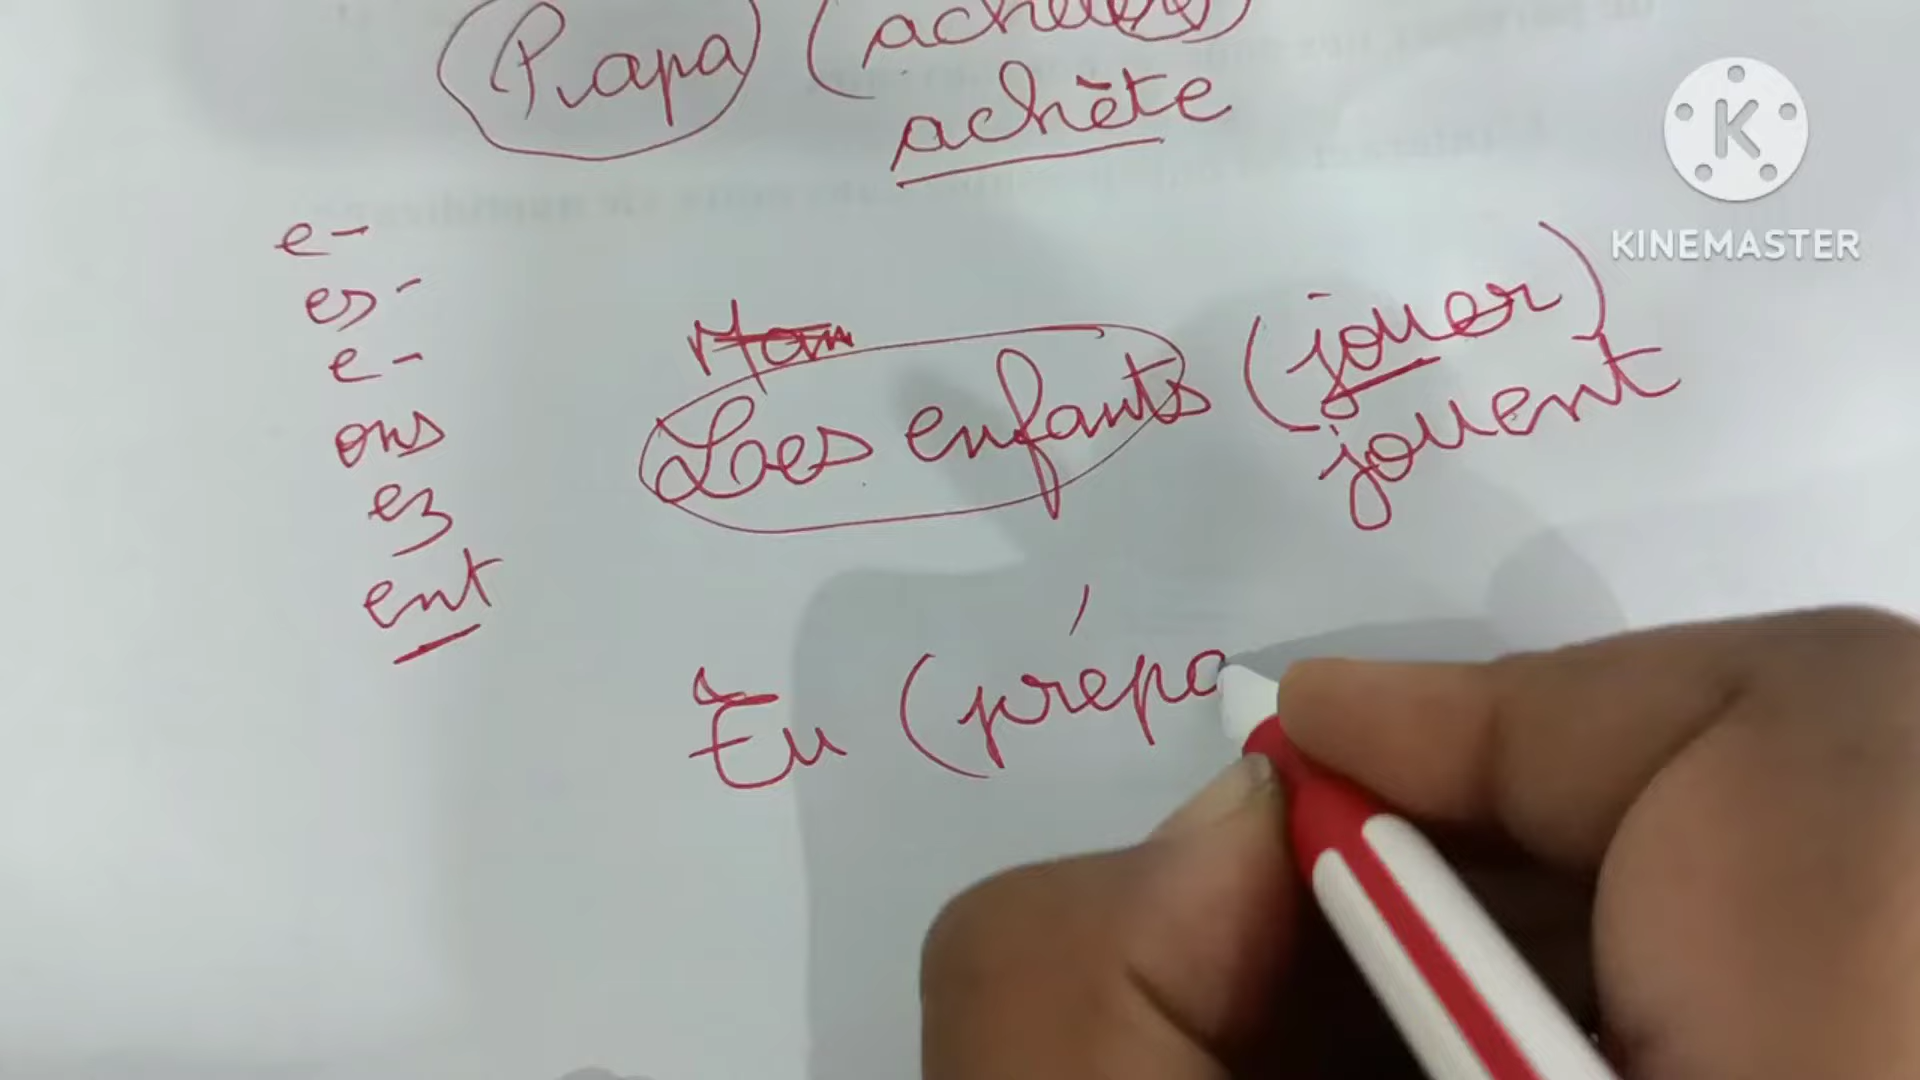 Papa (acheter)
achète
K
KINEMASTER
e-
es-
e-
ons
ez
ent
Les enfants (jouer)
jouent
Tu (prépa